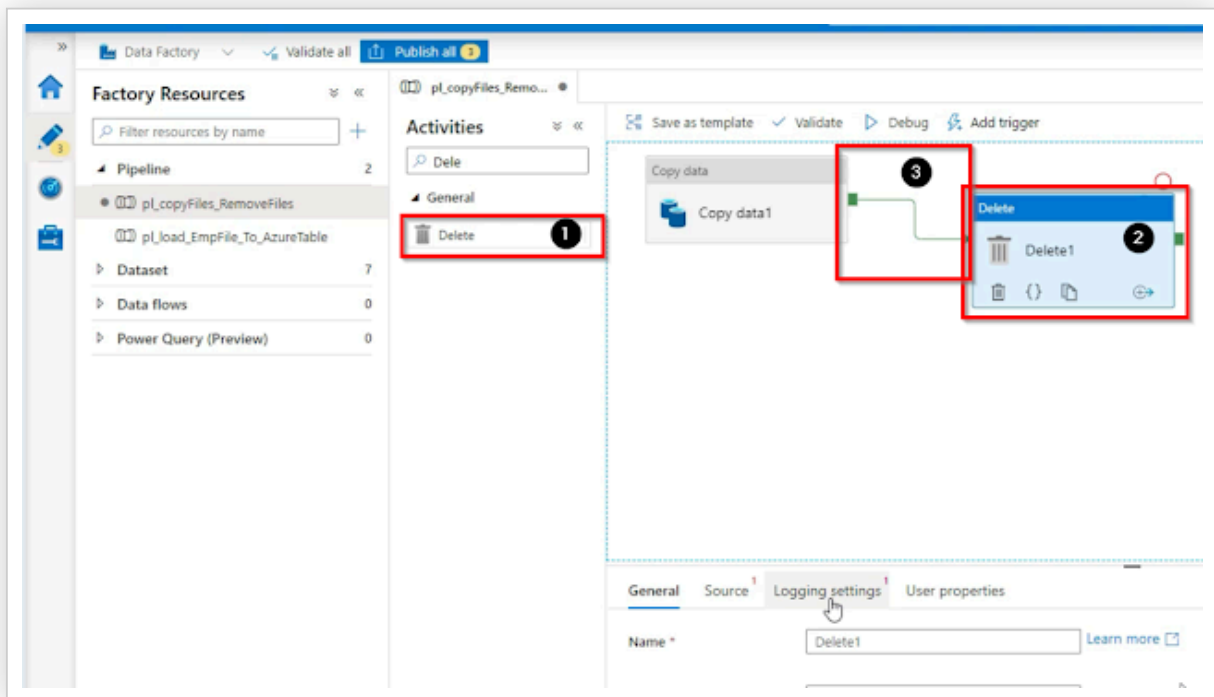 »
Data Factory
Validate all
Publish all 3
Factory Resources
Filter resources by name
Pipeline 2
pl_copyFiles_RemoveFiles
pl_load_EmpFile_To_AzureTable
Dataset 7
Data flows 0
Power Query (Preview) 0
3
pl_copyFiles_Remo...
Activities
Dele
General
Delete 1
Save as template Validate Debug Add trigger
Copy data
Copy data1
3
Delete
Delete1 2
{}
General Source 1 Logging settings 1 User properties
Name * Delete1 Learn more